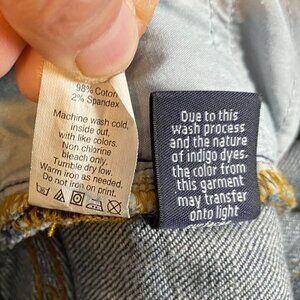 98% Cotton
2% Spandex
Machine wash cold,
inside out,
with like colors.
Non chlorine
bleach only.
Tumble dry low.
Warm iron as needed.
Do not iron on print.
Due to this
wash process
and the nature
of indigo dyes,
the color from
this garment
may transfer
onto light